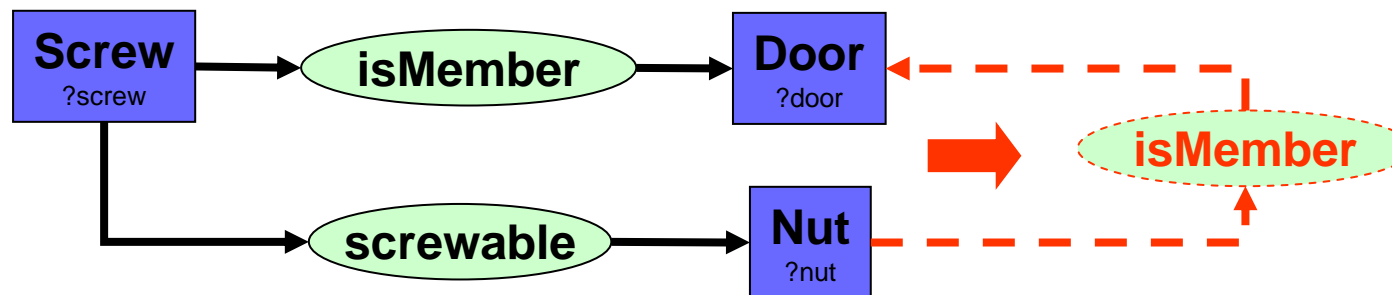 Screw
?screw
isMember
Door
?door
isMember
screwable
Nut
?nut